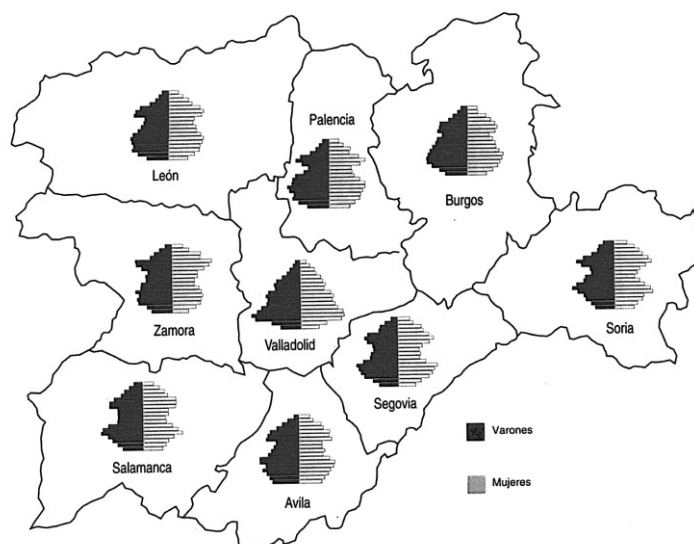 Palencia
León
Burgos
Zamora
Valladolid
Soria
Segovia
Salamanca
Avila
Varones
Mujeres